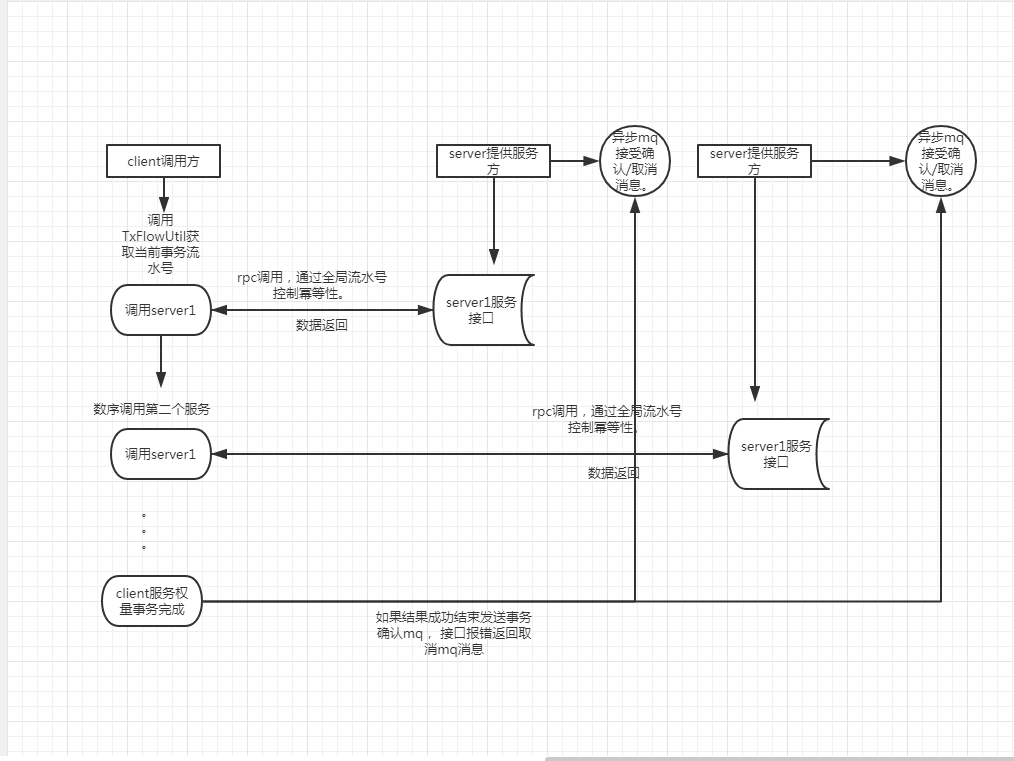 client调用方
server提供服务
方
异步mq
接受确
认/取消
消息。
server提供服务
方
异步mq
接受确
认/取消
消息。
调用
TxFlowUtil获
取当前事务流
水号
调用server1
rpc调用，通过全局流水号
控制幂等性。
数据返回
server1服务
接口
数序调用第二个服务
调用server1
rpc调用，通过全局流水号
控制幂等性。
数据返回
server1服务
接口
。
。
。
client服务权
量事务完成
如果结果成功结束发送事务
确认mq， 接口报错返回取
消mq消息